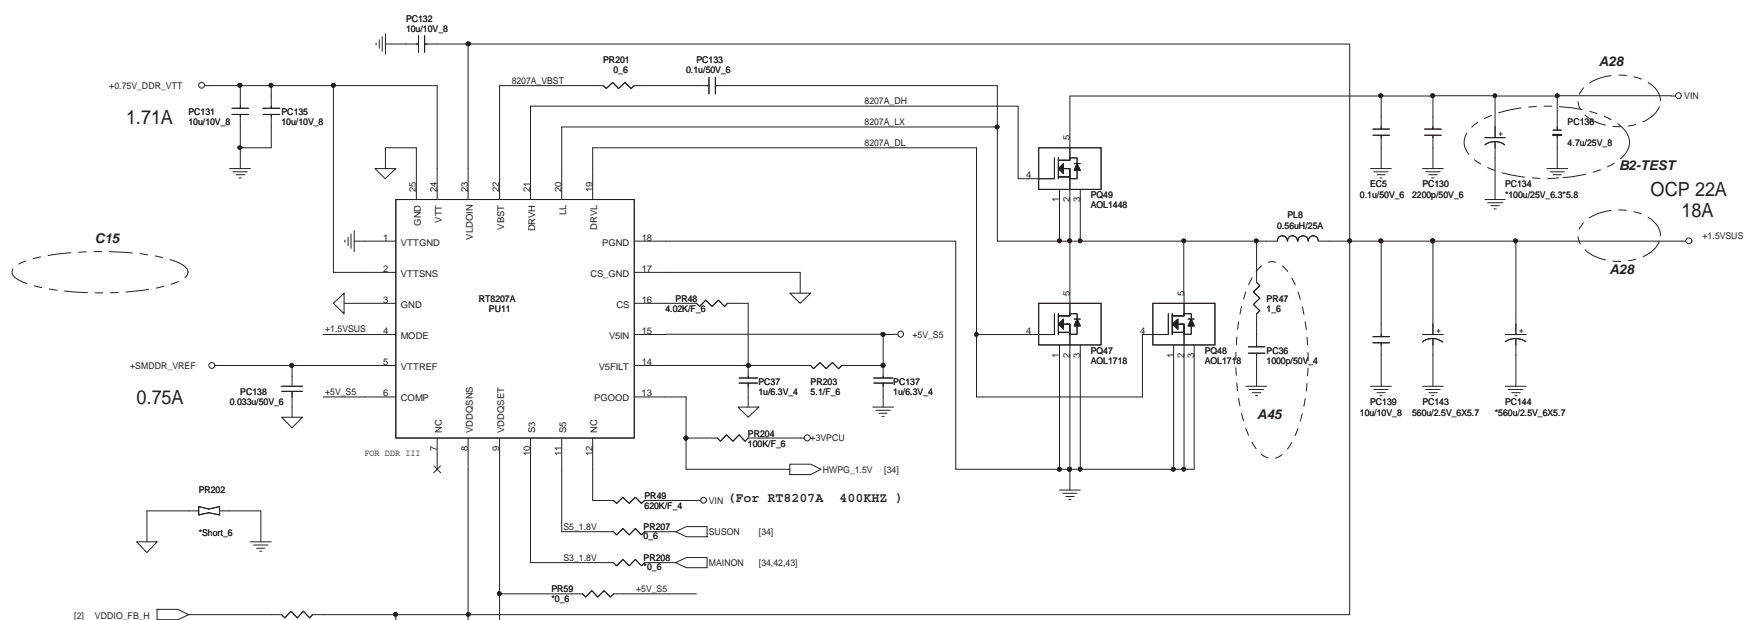 PC132
10u/10V_8
PR201
0_6
PC133
0.1u/50V_6
8207A_VBST
A28
+0.75V_DDR_VTT
1.71A
PC131
10u/10V_8
PC135
10u/10V_8
8207A_DH
8207A_LX
8207A_DL
VIN
5
4
1
2
3
PQ49
AOL1448
EC5
0.1u/50V_6
PC130
2200p/50V_6
+
PC134
*100u/25V_6.3*5.8
PC136
4.7u/25V_8
B2-TEST
OCP 22A
18A
25
24
23
22
21
20
19
GND
VTT
VLDOIN
VBST
DRVH
LL
DRVL
C15
1
VTTGND
2
VTTSNS
3
GND
4
MODE
5
VTTREF
6
COMP
RT8207A
PU11
PGND
18
CS_GND
17
CS
16
V5IN
15
V5FILT
14
PGOOD
13
NC
VDDQSNS
VDDQSET
S3
S5
NC
7
8
9
10
11
12
FOR DDR III
+1.5VSUS
+SMDDR_VREF
0.75A
PC138
0.033u/50V_6
+5V_S5
PR48
4.02K/F_6
+5V_S5
PC37
1u/6.3V_4
PR203
5.1/F_6
PC137
1u/6.3V_4
PR204
100K/F_6
+3VPCU
HWPG_1.5V
[34]
PL8
0.56uH/25A
+1.5VSUS
A28
5
4
1
2
3
PQ47
AOL1718
5
4
1
2
3
PQ48
AOL1718
PR47
1_6
PC36
1000p/50V_4
A45
PC139
10u/10V_8
+
PC143
560u/2.5V_6X5.7
+
PC144
*560u/2.5V_6X5.7
PR202
*Short_6
PR49
620K/F_4
VIN
(For RT8207A 400KHZ )
S5_1.8V
PR207
0_6
SUSON
[34]
S3_1.8V
PR208
*0_6
MAINON
[34,42,43]
PR59
*0_6
+5V_S5
[2]
VDDIO_FB_H